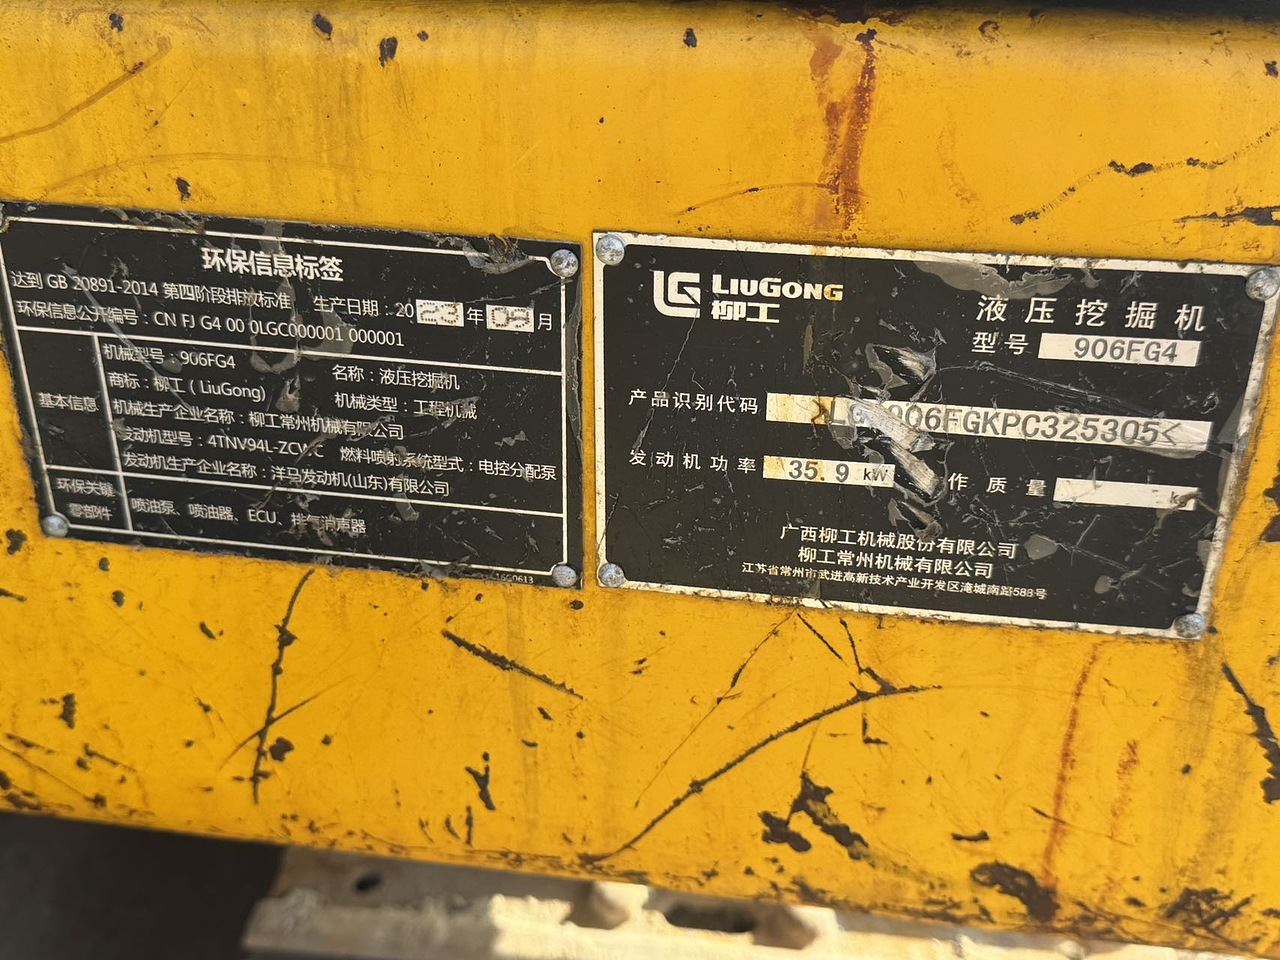 环保信息标签
达到 GB 20891-2014 第四阶段排放标准 生产日期：2023年09月
环保信息公开编号：CN FJ G4 00 0LGC000001 000001
基本信息
机械型号：906FG4 名称：液压挖掘机
商标：柳工（LiuGong） 机械类型：工程机械
机械生产企业名称：柳工常州机械有限公司
发动机型号：4TNV94L-ZCWC 燃料喷射系统型式：电控分配泵
发动机生产企业名称：洋马发动机(山东)有限公司
环保关键零部件
喷油泵、喷油器、ECU、排气消声器
LG LIUGONG
柳工
液压挖掘机
型号 906FG4
产品识别代码 906FGKPC325305<
发动机功率 35.9 kW 作质量 kg
广西柳工机械股份有限公司
柳工常州机械有限公司
江苏省常州市武进高新技术产业开发区淹城南路588号